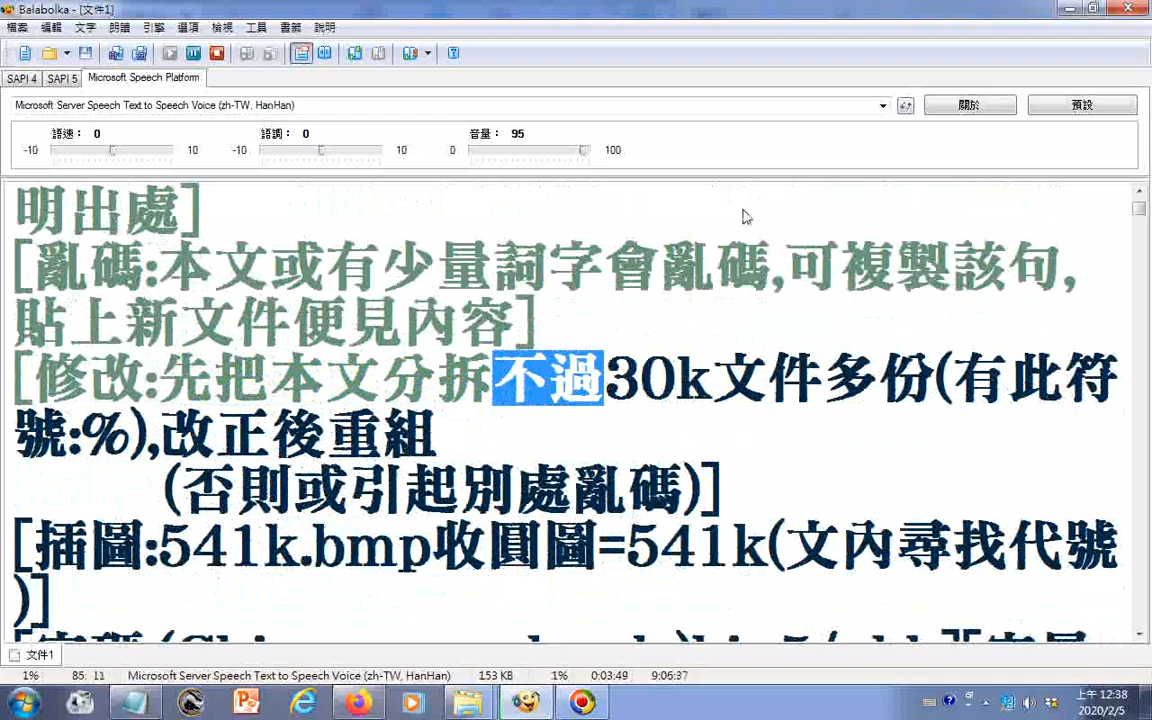 Balabolka - [文件1]
檔案 編輯 文字 朗讀 引擎 選項 檢視 工具 書籤 說明
SAPI 4 SAPI 5 Microsoft Speech Platform
Microsoft Server Speech Text to Speech Voice (zh-TW, HanHan) 關於 預設
語速： 0 語調： 0 音量： 95
-10 10 -10 10 0 100
明出處]
[亂碼:本文或有少量詞字會亂碼,可複製該句,
貼上新文件便見內容]
[修改:先把本文分拆不過30k文件多份(有此符
號:%),改正後重組
(否則或引起別處亂碼)]
[插圖:541k.bmp收圓圖=541k(文內尋找代號
)]
文件1
1% 85: 11 Microsoft Server Speech Text to Speech Voice (zh-TW, HanHan) 153 KB 1% 0:03:49 9:06:37
上午 12:38
2020/2/5